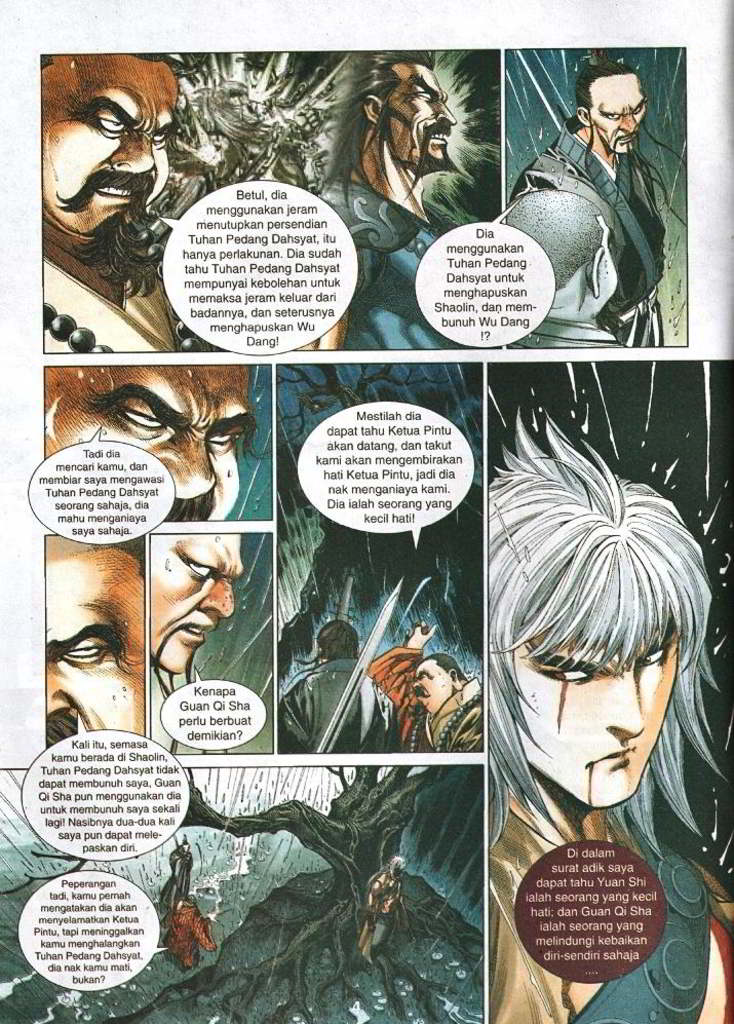 Betul, dia
menggunakan jeram
menutupkan persendian
Tuhan Pedang Dahsyat, itu
hanya perlakunan. Dia sudah
tahu Tuhan Pedang Dahsyat
mempunyai kebolehan untuk
memaksa jeram keluar dari
badannya, dan seterusnya
menghapuskan Wu
Dang!
Dia
menggunakan
Tuhan Pedang
Dahsyat untuk
menghapuskan
Shaolin, dan mem-
bunuh Wu Dang
!?
Tadi dia
mencari kamu, dan
membiar saya mengawasi
Tuhan Pedang Dahsyat
seorang sahaja, dia
mahu menganiya
saya sahaja.
Mestilah dia
dapat tahu Ketua Pintu
akan datang, dan takut
kami akan mengembirakan
hati Ketua Pintu, jadi dia
nak menganiaya kami.
Dia ialah seorang yang
kecil hati!
Kenapa
Guan Qi Sha
perlu berbuat
demikian?
Kali itu, semasa
kamu berada di Shaolin,
Tuhan Pedang Dahsyat tidak
dapat membunuh saya, Guan
Qi Sha pun menggunakan dia
untuk membunuh saya sekali
lagi! Nasibnya dua-dua kali
saya pun dapat mele-
paskan diri.
Peperangan
tadi, kamu pernah
mengatakan dia akan
menyelamatkan Ketua
Pintu, tapi meninggalkan
kamu menghalangkan
Tuhan Pedang Dahsyat,
dia nak kamu mati,
bukan?
Di dalam
surat adik saya
dapat tahu Yuan Shi
ialah seorang yang kecil
hati; dan Guan Qi Sha
ialah seorang yang
melindungi kebaikan
diri-sendiri sahaja
....